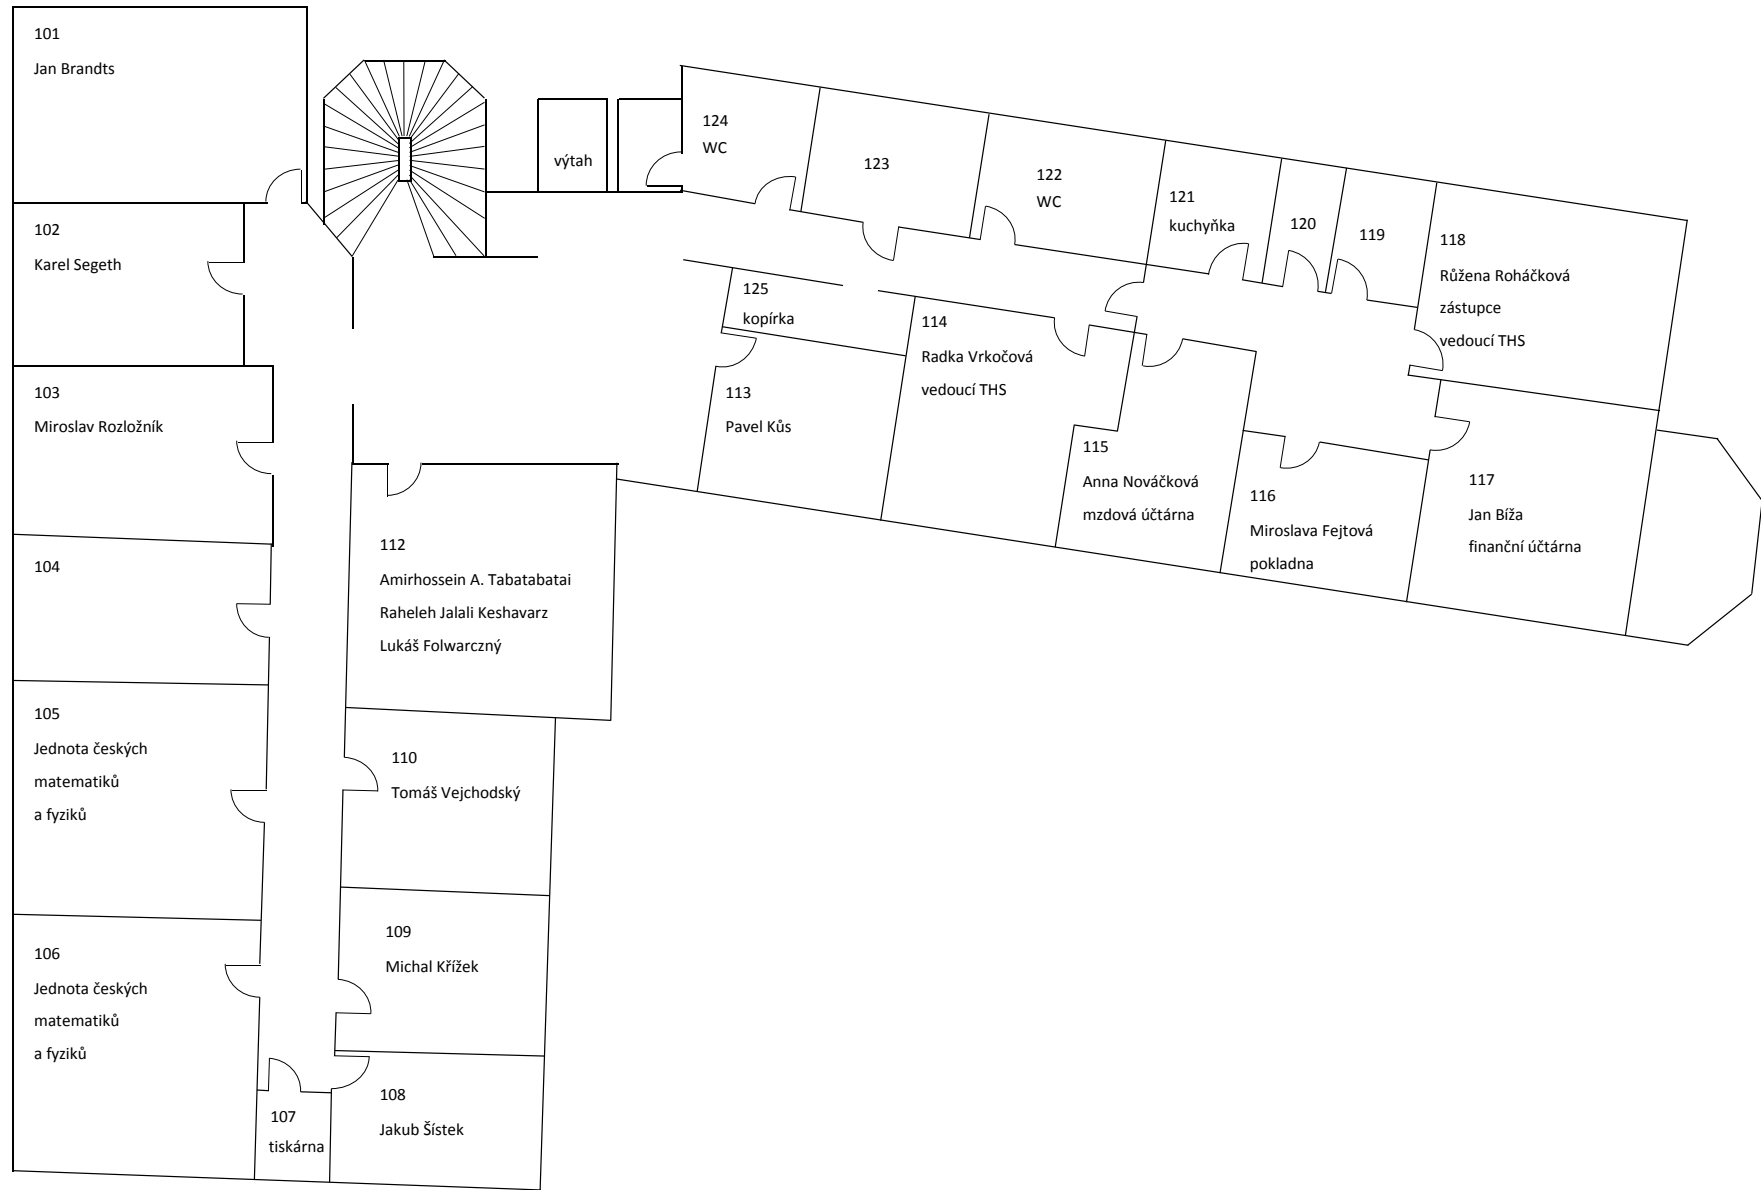 101
Jan Brandts
102
Karel Segeth
103
Miroslav Rozložník
104
105
Jednota českých
matematiků
a fyziků
106
Jednota českých
matematiků
a fyziků
107
tiskárna
108
Jakub Šístek
109
Michal Křížek
110
Tomáš Vejchodský
112
Amirhossein A. Tabatabatai
Raheleh Jalali Keshavarz
Lukáš Folwarczný
výtah
124
WC
123
122
WC
121
kuchyňka
120
119
118
Růžena Roháčková
zástupce
vedoucí THS
125
kopírka
113
Pavel Kůs
114
Radka Vrkočová
vedoucí THS
115
Anna Nováčková
mzdová účtárna
116
Miroslava Fejtová
pokladna
117
Jan Bíža
finanční účtárna